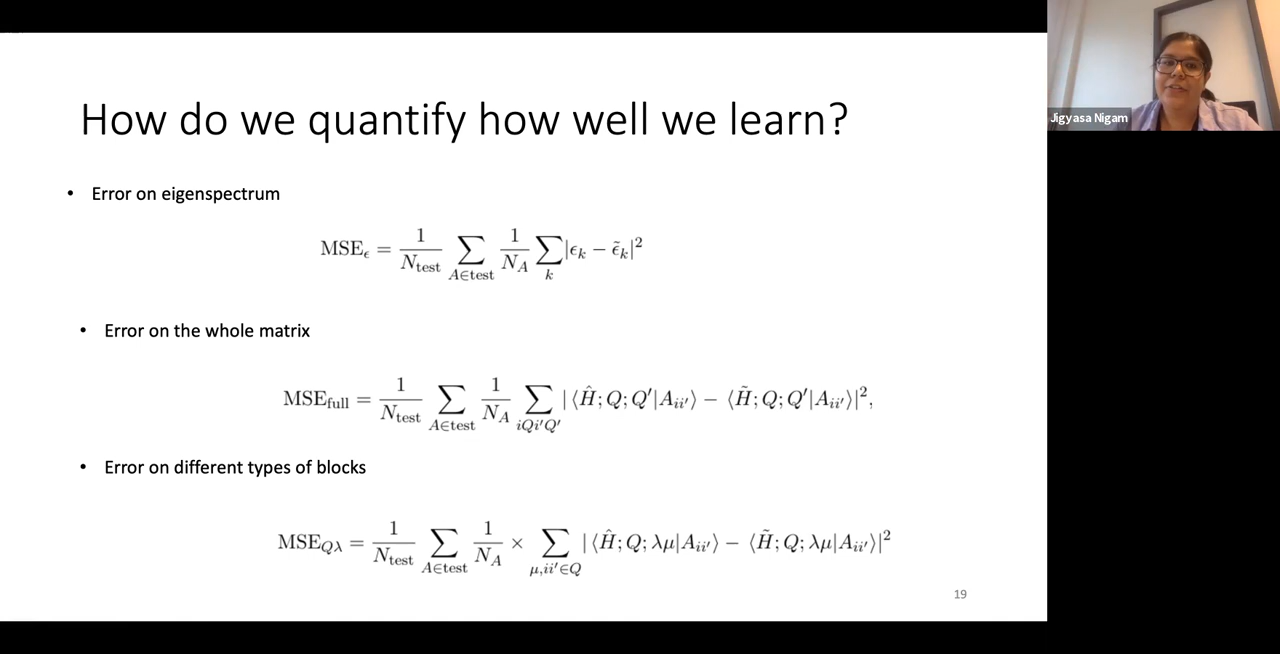 How do we quantify how well we learn?
Jigyasa Nigam
• Error on eigenspectrum
MSE_ϵ = 1/N_test ∑_{A∈test} 1/N_A ∑_k |ϵ_k − ϵ̃_k|²
• Error on the whole matrix
MSE_full = 1/N_test ∑_{A∈test} 1/N_A ∑_{iQi′Q′} |⟨Ĥ; Q; Q′|A_{ii′}⟩ − ⟨H̃; Q; Q′|A_{ii′}⟩|²,
• Error on different types of blocks
MSE_{Qλ} = 1/N_test ∑_{A∈test} 1/N_A × ∑_{μ,ii′∈Q} |⟨Ĥ; Q; λμ|A_{ii′}⟩ − ⟨H̃; Q; λμ|A_{ii′}⟩|²
19